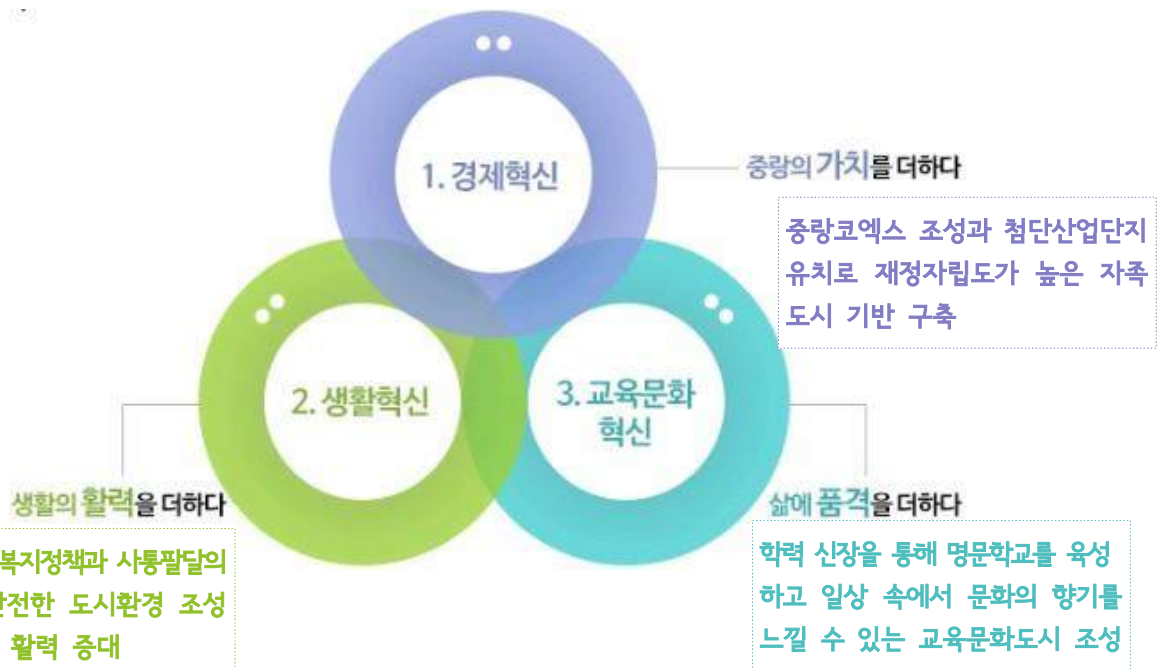 1. 경제혁신
중랑의 가치를 더하다
중랑코엑스 조성과 첨단산업단지
유치로 재정자립도가 높은 자족
도시 기반 구축
2. 생활혁신
생활의 활력을 더하다
복지정책과 사통팔달의
안전한 도시환경 조성
활력 증대
3. 교육문화
혁신
삶에 품격을 더하다
학력 신장을 통해 명문학교를 육성
하고 일상 속에서 문화의 향기를
느낄 수 있는 교육문화도시 조성